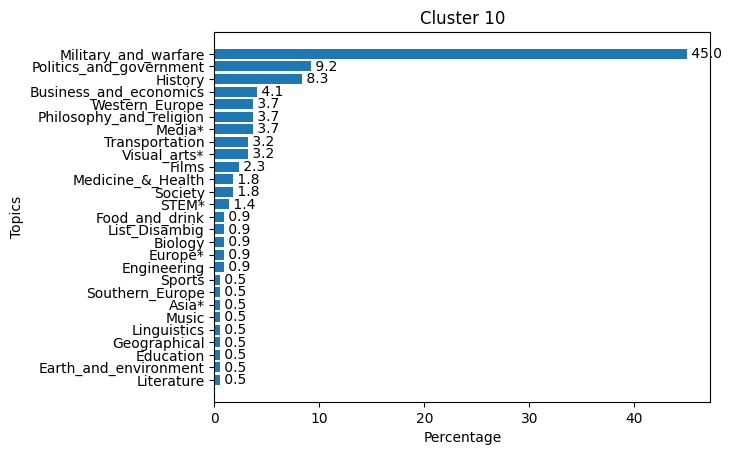 Cluster 10
Topics
Military_and_warfare 45.0
Politics_and_government 9.2
History 8.3
Business_and_economics 4.1
Western_Europe 3.7
Philosophy_and_religion 3.7
Media* 3.7
Transportation 3.2
Visual_arts* 3.2
Films 2.3
Medicine_&_Health 1.8
Society 1.8
STEM* 1.4
Food_and_drink 0.9
List_Disambig 0.9
Biology 0.9
Europe* 0.9
Engineering 0.9
Sports 0.5
Southern_Europe 0.5
Asia* 0.5
Music 0.5
Linguistics 0.5
Geographical 0.5
Education 0.5
Earth_and_environment 0.5
Literature 0.5
0 10 20 30 40
Percentage